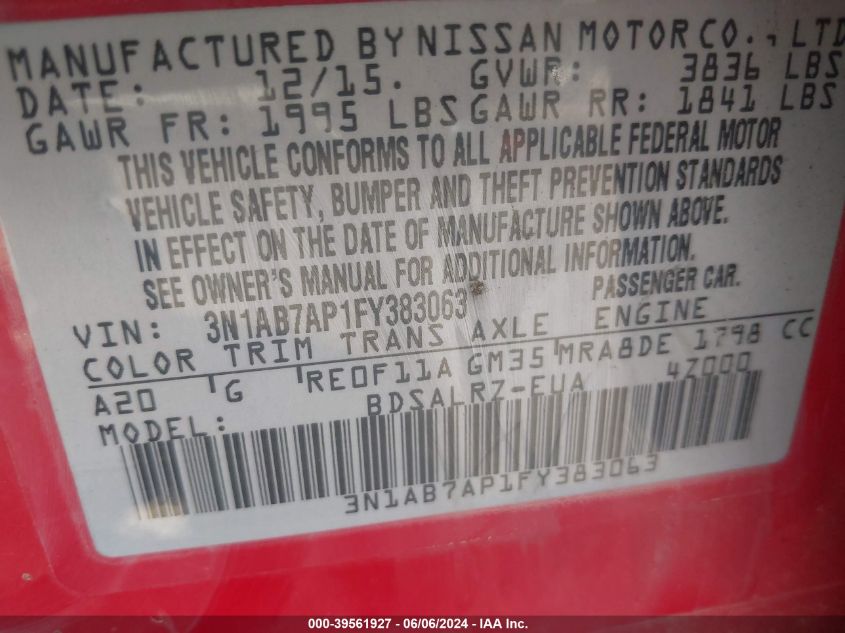 MANUFACTURED BY NISSAN MOTOR CO., LTD
DATE: 12/15. GVWR: 3836 LBS
GAWR FR: 1995 LBS GAWR RR: 1841 LBS
THIS VEHICLE CONFORMS TO ALL APPLICABLE FEDERAL MOTOR
VEHICLE SAFETY, BUMPER AND THEFT PREVENTION STANDARDS
IN EFFECT ON THE DATE OF MANUFACTURE SHOWN ABOVE.
SEE OWNER'S MANUAL FOR ADDITIONAL INFORMATION.
PASSENGER CAR.
VIN: 3N1AB7AP1FY383063
COLOR TRIM TRANS AXLE ENGINE
A20 G RE0F11A GM35 MRA8DE 1798 CC
MODEL: BDSALRZ-EUA 4Z000
3N1AB7AP1FY383063
000-39561927 - 06/06/2024 - IAA Inc.